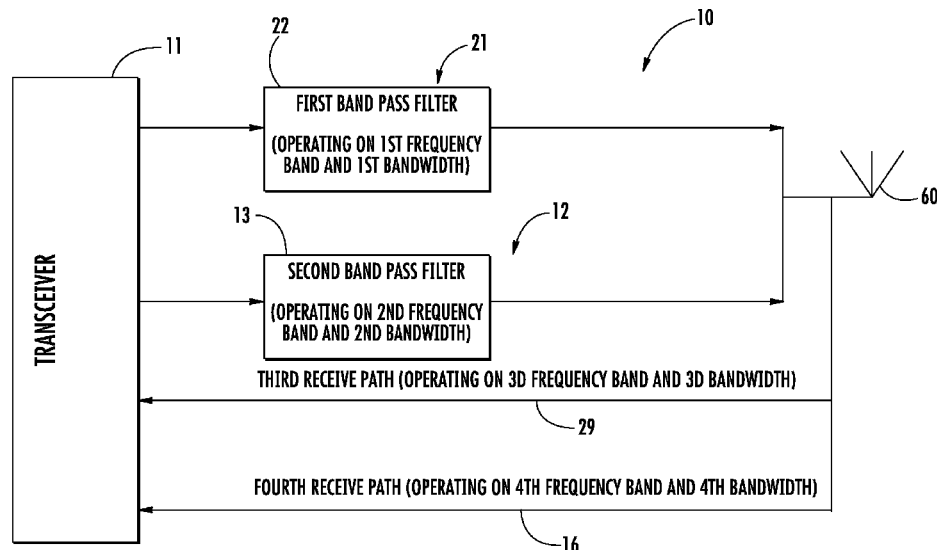 10
11
22
21
FIRST BAND PASS FILTER
(OPERATING ON 1ST FREQUENCY
BAND AND 1ST BANDWIDTH)
60
13
12
SECOND BAND PASS FILTER
(OPERATING ON 2ND FREQUENCY
BAND AND 2ND BANDWIDTH)
TRANSCEIVER
THIRD RECEIVE PATH (OPERATING ON 3D FREQUENCY BAND AND 3D BANDWIDTH)
29
FOURTH RECEIVE PATH (OPERATING ON 4TH FREQUENCY BAND AND 4TH BANDWIDTH)
16